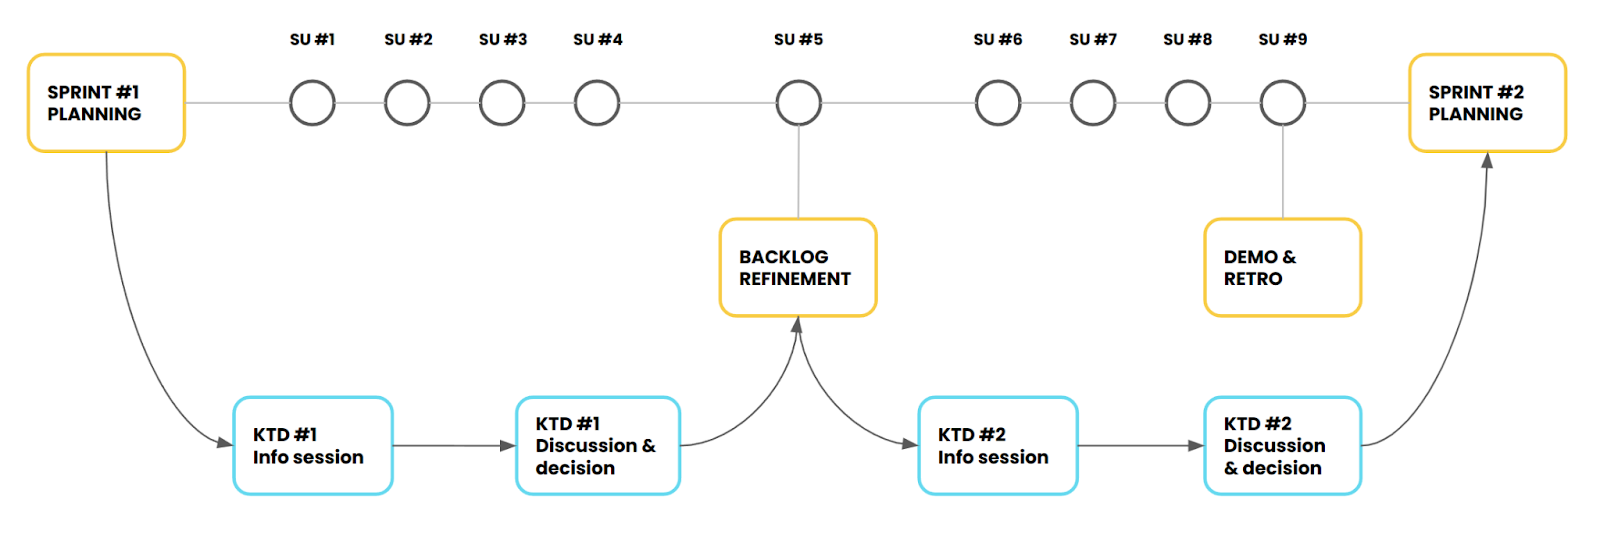 SU #1
SU #2
SU #3
SU #4
SU #5
SU #6
SU #7
SU #8
SU #9
SPRINT #1
PLANNING
SPRINT #2
PLANNING
BACKLOG
REFINEMENT
DEMO &
RETRO
KTD #1
Info session
KTD #1
Discussion &
decision
KTD #2
Info session
KTD #2
Discussion
& decision